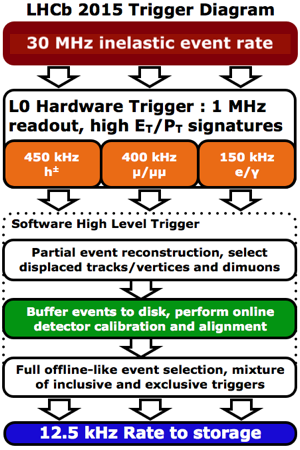 LHCb 2015 Trigger Diagram
30 MHz inelastic event rate
L0 Hardware Trigger : 1 MHz
readout, high ET/PT signatures
450 kHz
h±
400 kHz
μ/μμ
150 kHz
e/γ
Software High Level Trigger
Partial event reconstruction, select
displaced tracks/vertices and dimuons
Buffer events to disk, perform online
detector calibration and alignment
Full offline-like event selection, mixture
of inclusive and exclusive triggers
12.5 kHz Rate to storage